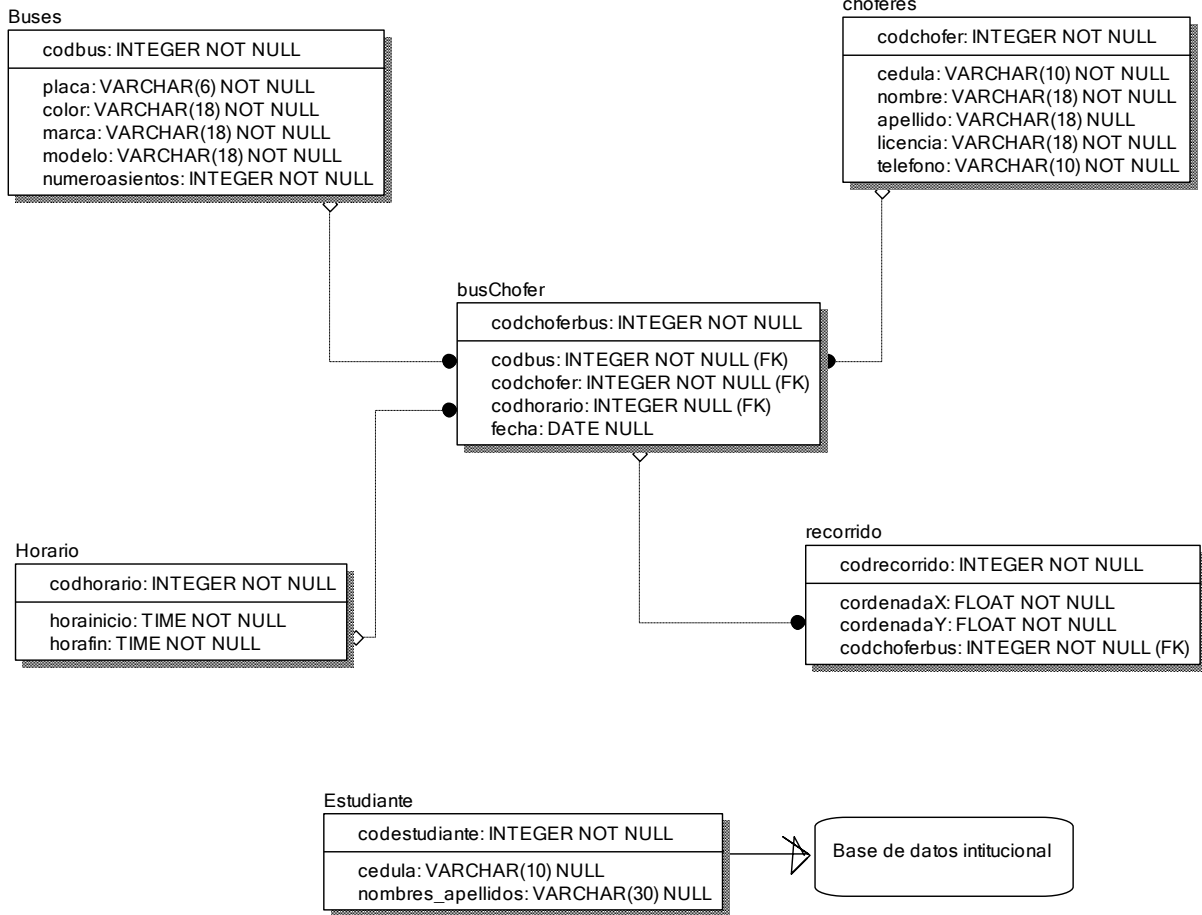 Buses
codbus: INTEGER NOT NULL
placa: VARCHAR(6) NOT NULL
color: VARCHAR(18) NOT NULL
marca: VARCHAR(18) NOT NULL
modelo: VARCHAR(18) NOT NULL
numeroasientos: INTEGER NOT NULL
choferes
codchofer: INTEGER NOT NULL
cedula: VARCHAR(10) NOT NULL
nombre: VARCHAR(18) NOT NULL
apellido: VARCHAR(18) NULL
licencia: VARCHAR(18) NOT NULL
telefono: VARCHAR(10) NOT NULL
busChofer
codchoferbus: INTEGER NOT NULL
codbus: INTEGER NOT NULL (FK)
codchofer: INTEGER NOT NULL (FK)
codhorario: INTEGER NULL (FK)
fecha: DATE NULL
Horario
codhorario: INTEGER NOT NULL
horainicio: TIME NOT NULL
horafin: TIME NOT NULL
recorrido
codrecorrido: INTEGER NOT NULL
cordenadaX: FLOAT NOT NULL
cordenadaY: FLOAT NOT NULL
codchoferbus: INTEGER NOT NULL (FK)
Estudiante
codestudiante: INTEGER NOT NULL
cedula: VARCHAR(10) NULL
nombres_apellidos: VARCHAR(30) NULL
Base de datos intitucional